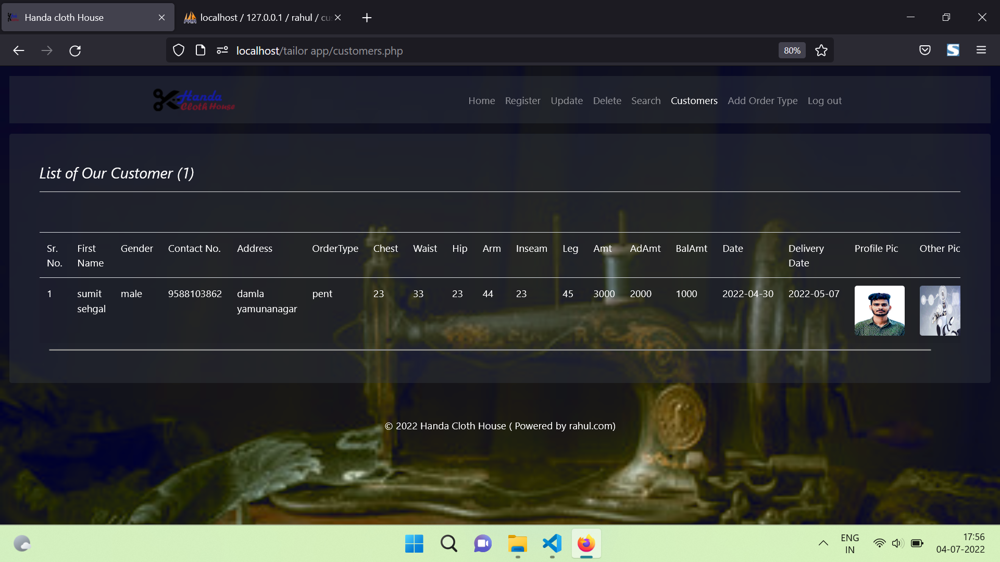 Handa cloth House
localhost / 127.0.0.1 / rahul / cu
localhost/tailor app/customers.php
80%
Handa
Cloth House
Home Register Update Delete Search Customers Add Order Type Log out
List of Our Customer (1)
Sr. No. First Name Gender Contact No. Address OrderType Chest Waist Hip Arm Inseam Leg Amt AdAmt BalAmt Date Delivery Date Profile Pic Other Pic
1 sumit sehgal male 9588103862 damla yamunanagar pent 23 33 23 44 23 45 3000 2000 1000 2022-04-30 2022-05-07
© 2022 Handa Cloth House ( Powered by rahul.com)
ENG
IN
17:56
04-07-2022